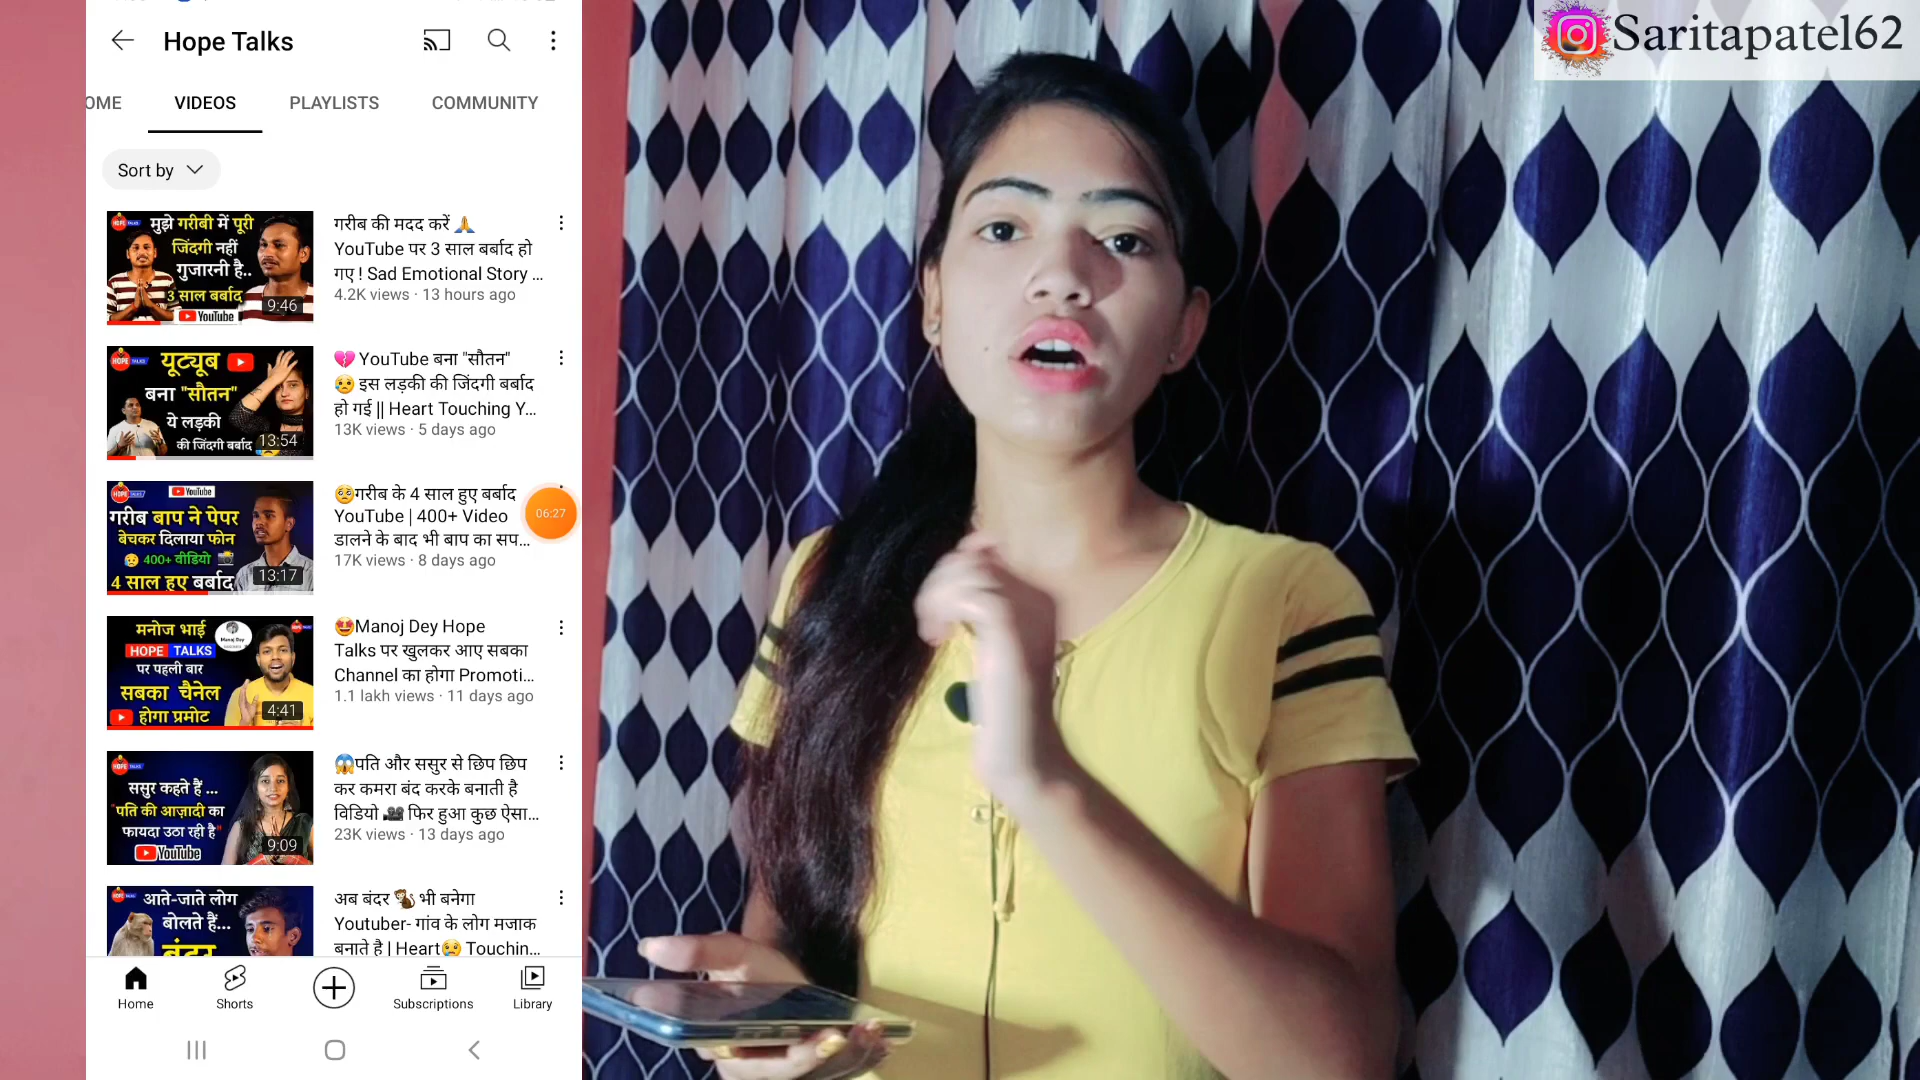 Hope Talks
OME VIDEOS PLAYLISTS COMMUNITY
Sort by
मुझे गरीबी में पूरी
जिंदगी नहीं
गुजारनी है..
3 साल बर्बाद
YouTube
9:46
गरीब की मदद करें 🙏
YouTube पर 3 साल बर्बाद हो
गए ! Sad Emotional Story ...
4.2K views · 13 hours ago
HOPE TALKS
यूट्यूब
बना "सौतन"
ये लड़की
की जिंदगी बर्बाद
13:54
💔 YouTube बना "सौतन"
😥 इस लड़की की जिंदगी बर्बाद
हो गई || Heart Touching Y...
13K views · 5 days ago
YouTube
गरीब बाप ने पेपर
बेचकर दिलाया फोन
😥 400+ वीडियो 📸
4 साल हुए बर्बाद
13:17
🥺गरीब के 4 साल हुए बर्बाद
YouTube | 400+ Video
डालने के बाद भी बाप का सप...
17K views · 8 days ago
06:27
मनोज भाई
Manoj Dey
HOPE TALKS
पर पहली बार
सबका चैनेल
होगा प्रमोट
4:41
🤩Manoj Dey Hope
Talks पर खुलकर आए सबका
Channel का होगा Promoti...
1.1 lakh views · 11 days ago
ससुर कहते हैं ...
"पति की आज़ादी का
फायदा उठा रही है"
YouTube
9:09
😱पति और ससुर से छिप छिप
कर कमरा बंद करके बनाती है
विडियो 🎥 फिर हुआ कुछ ऐसा...
23K views · 13 days ago
आते-जाते लोग
बोलते हैं...
बंदर
अब बंदर 🐒 भी बनेगा
Youtuber- गांव के लोग मजाक
बनाते है | Heart😢 Touchin...
Home Shorts Subscriptions Library
Saritapatel62